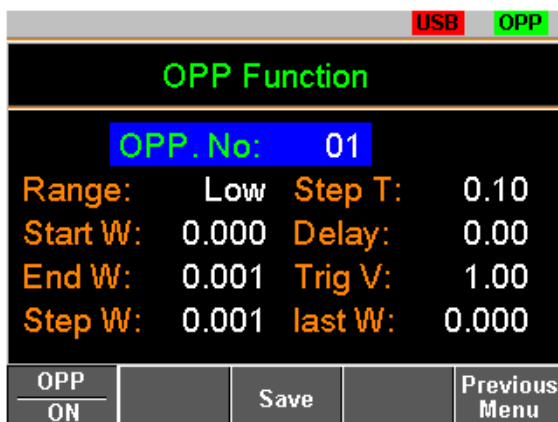 USB OPP
OPP Function
OPP. No: 01
Range: Low Step T: 0.10
Start W: 0.000 Delay: 0.00
End W: 0.001 Trig V: 1.00
Step W: 0.001 last W: 0.000
OPP Save Previous
ON Menu